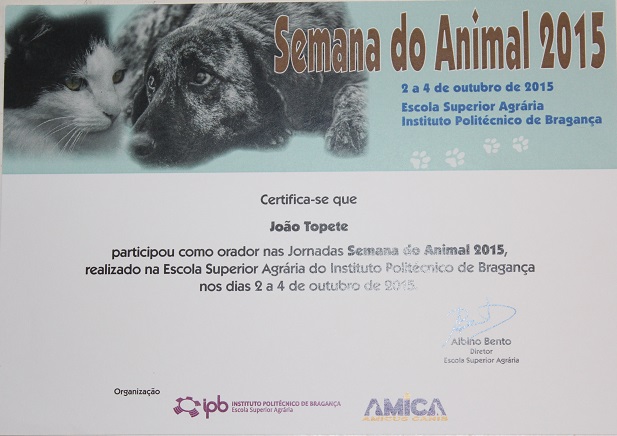 Semana do Animal 2015
2 a 4 de outubro de 2015
Escola Superior Agrária
Instituto Politécnico de Bragança
Certifica-se que
João Topete
participou como orador nas Jornadas Semana do Animal 2015,
realizado na Escola Superior Agrária do Instituto Politécnico de Bragança
nos dias 2 a 4 de outubro de 2015.
Albino Bento
Diretor
Escola Superior Agrária
Organização
ipb INSTITUTO POLITÉCNICO DE BRAGANÇA
Escola Superior Agrária
AMICA
AMICUS CANIS